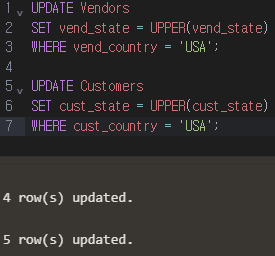 1 UPDATE Vendors
2 SET vend_state = UPPER(vend_state)
3 WHERE vend_country = 'USA';
4
5 UPDATE Customers
6 SET cust_state = UPPER(cust_state)
7 WHERE cust_country = 'USA';
4 row(s) updated.
5 row(s) updated.